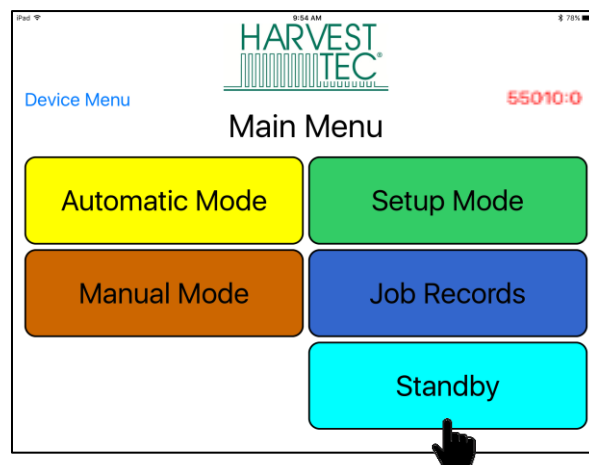 iPad 9:54 AM 78%
HARVEST
TEC®
Device Menu 55010:0
Main Menu
Automatic Mode Setup Mode
Manual Mode Job Records
Standby